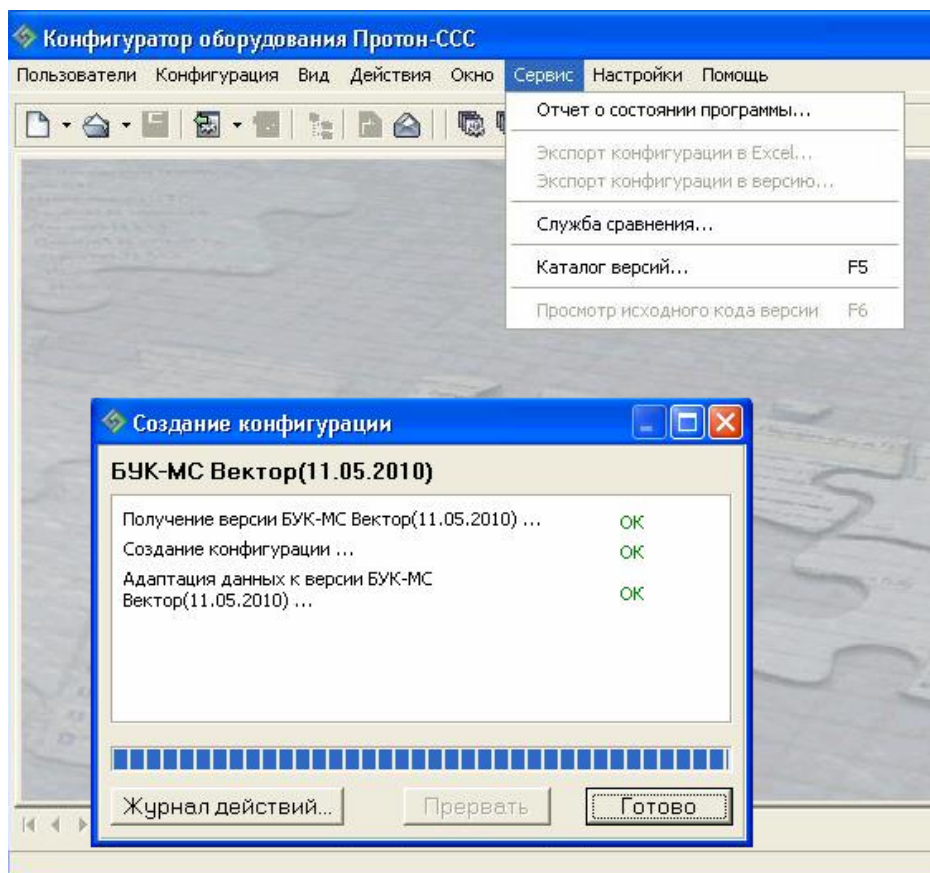 Конфигуратор оборудования Протон-ССС
Пользователи Конфигурация Вид Действия Окно Сервис Настройки Помощь
Отчет о состоянии программы...
Экспорт конфигурации в Excel...
Экспорт конфигурации в версию...
Служба сравнения...
Каталог версий... F5
Просмотр исходного кода версии F6
Создание конфигурации
БУК-МС Вектор(11.05.2010)
Получение версии БУК-МС Вектор(11.05.2010) ... ОК
Создание конфигурации ... ОК
Адаптация данных к версии БУК-МС
Вектор(11.05.2010) ... ОК
Журнал действий... Прервать Готово